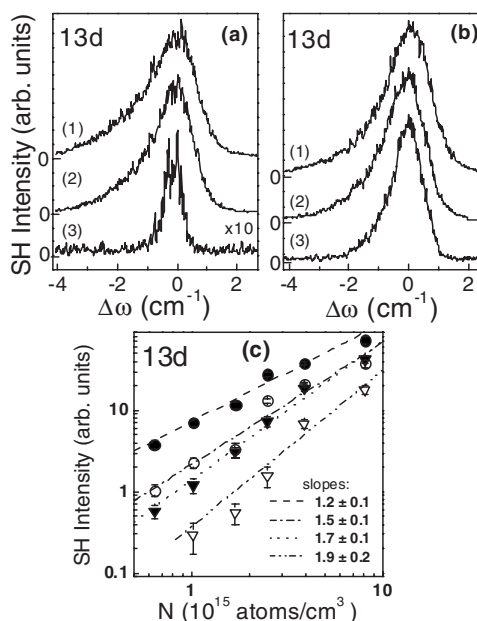 13d
(a)
(1)
0
(2)
0
(3)
x10
0
-4
-2
0
2
Δω (cm⁻¹)
SH Intensity (arb. units)
13d
(b)
(1)
0
(2)
0
(3)
0
-4
-2
0
2
Δω (cm⁻¹)
13d
(c)
10
1
0.1
SH Intensity (arb. units)
slopes:
1.2 ± 0.1
1.5 ± 0.1
1.7 ± 0.1
1.9 ± 0.2
1
10
N (10¹⁵ atoms/cm³)